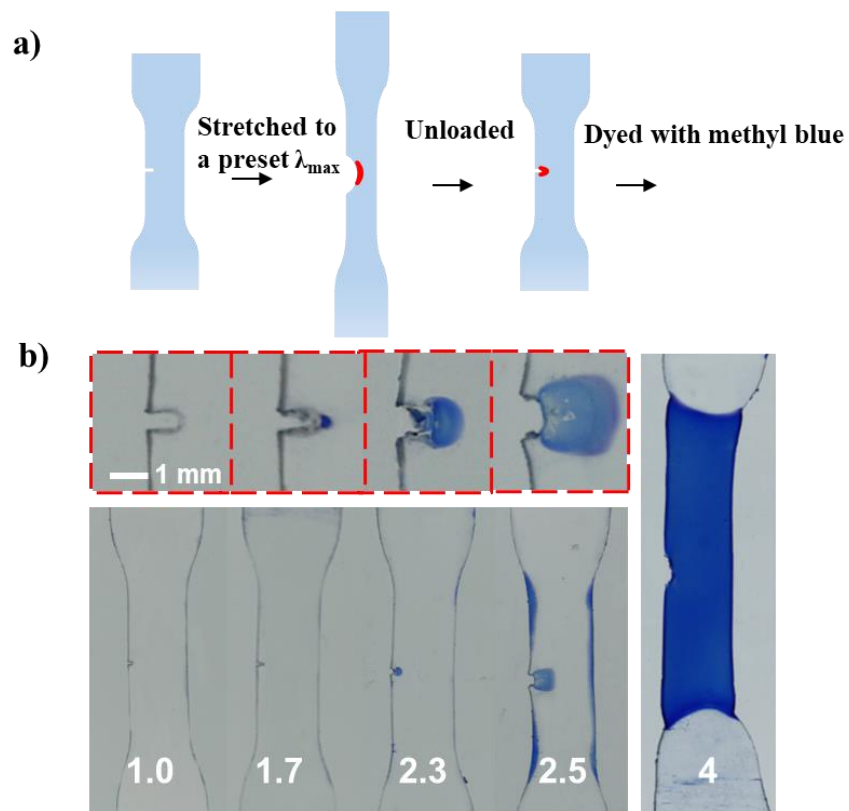 a)
Stretched to
a preset λmax
Unloaded
Dyed with methyl blue
b)
1 mm
1.0
1.7
2.3
2.5
4